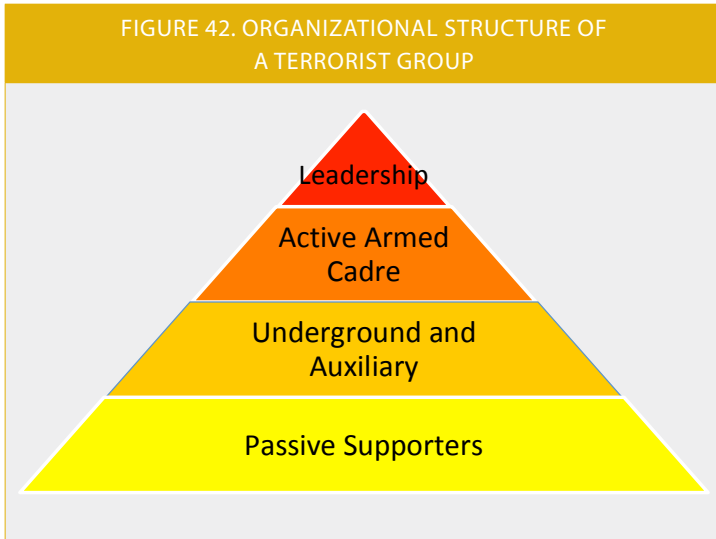 FIGURE 42. ORGANIZATIONAL STRUCTURE OF
A TERRORIST GROUP
Leadership
Active Armed
Cadre
Underground and
Auxiliary
Passive Supporters